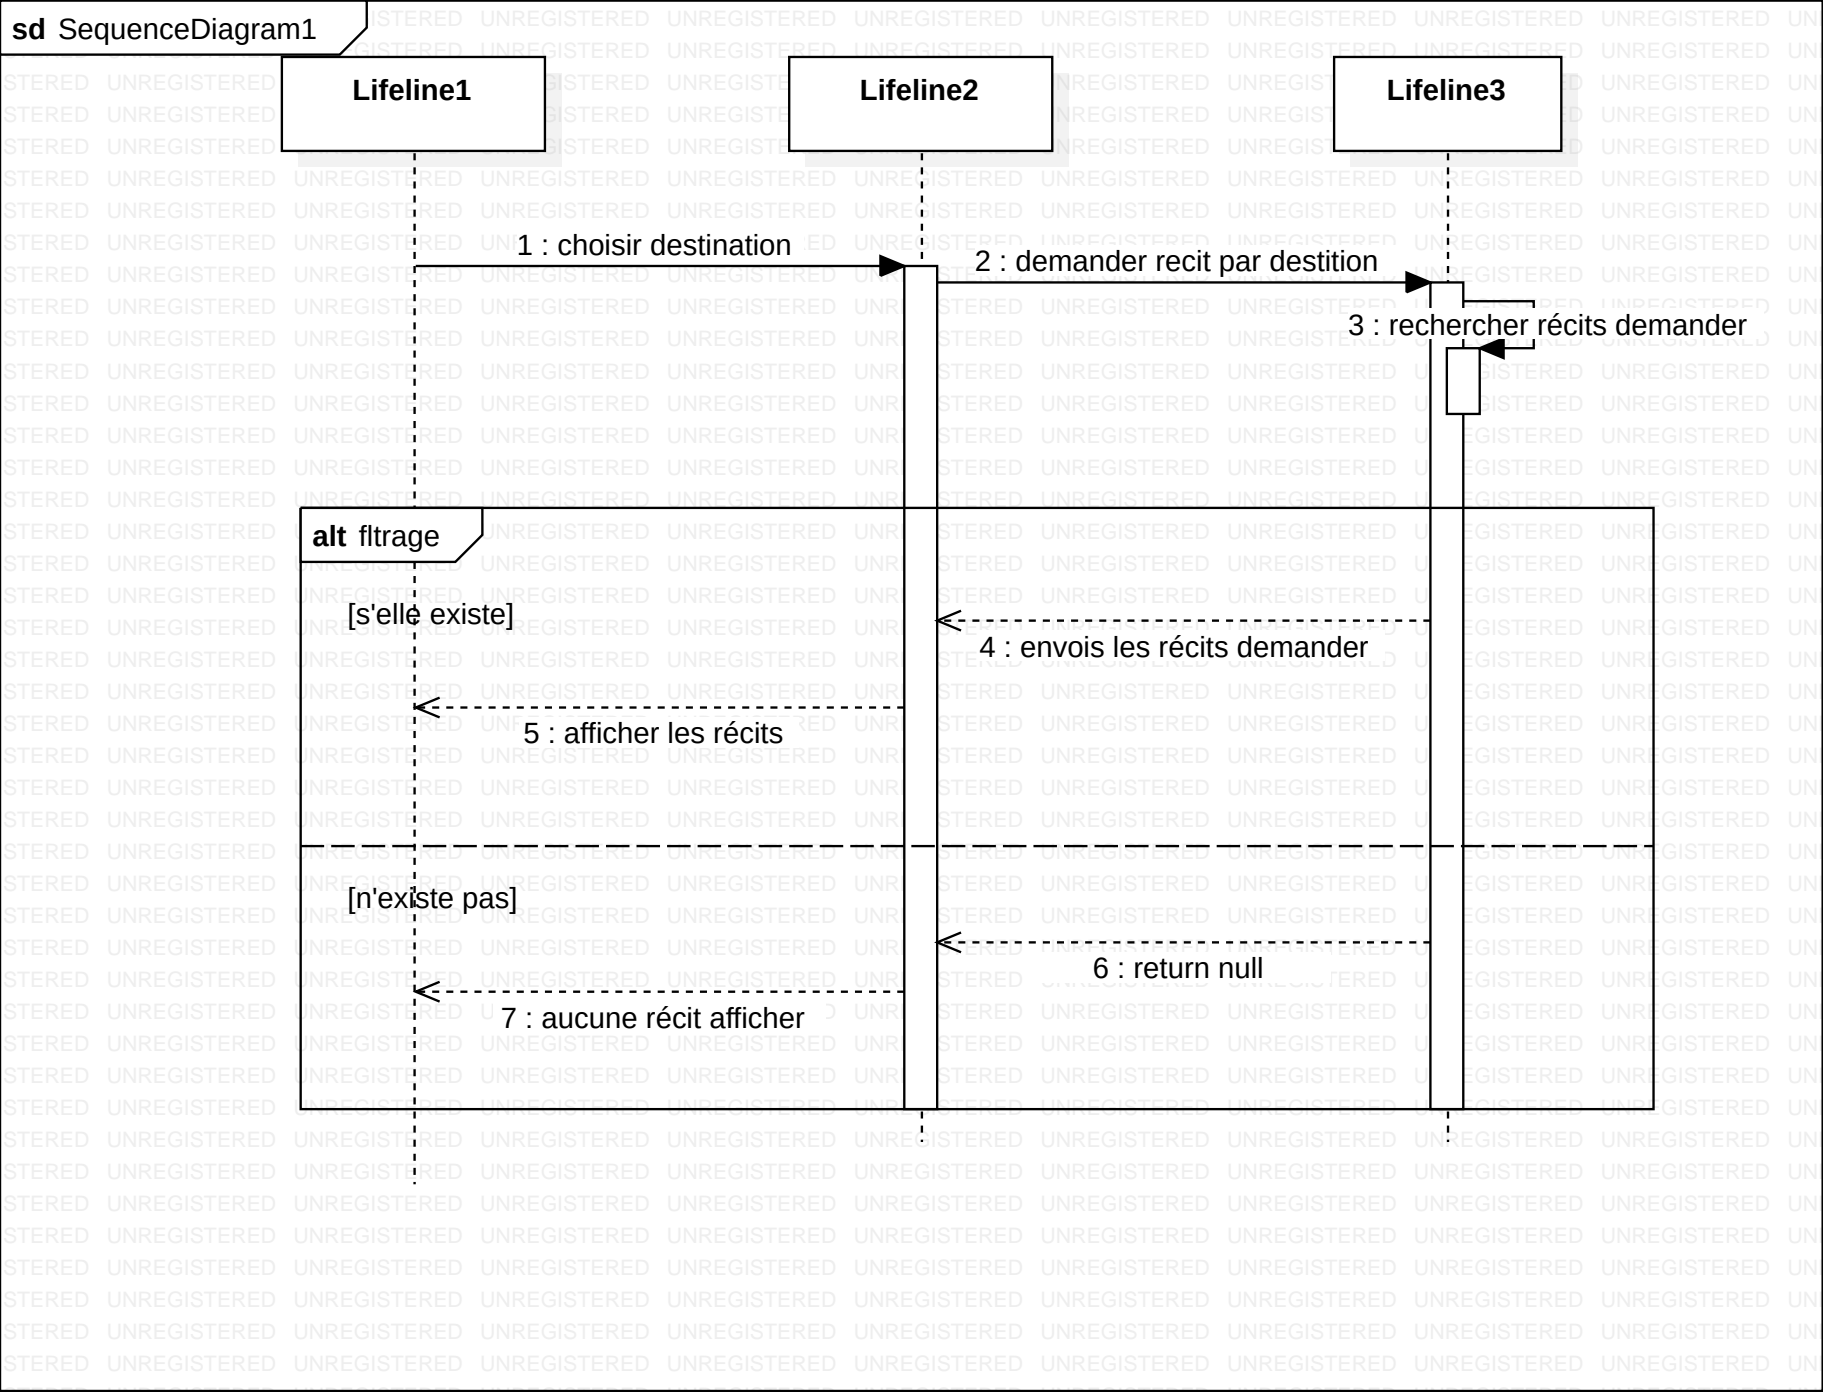 sd SequenceDiagram1
Lifeline1
Lifeline2
Lifeline3
1 : choisir destination
2 : demander recit par destition
3 : rechercher récits demander
alt fltrage
[s'elle existe]
4 : envois les récits demander
5 : afficher les récits
[n'existe pas]
6 : return null
7 : aucune récit afficher
UNREGISTERED